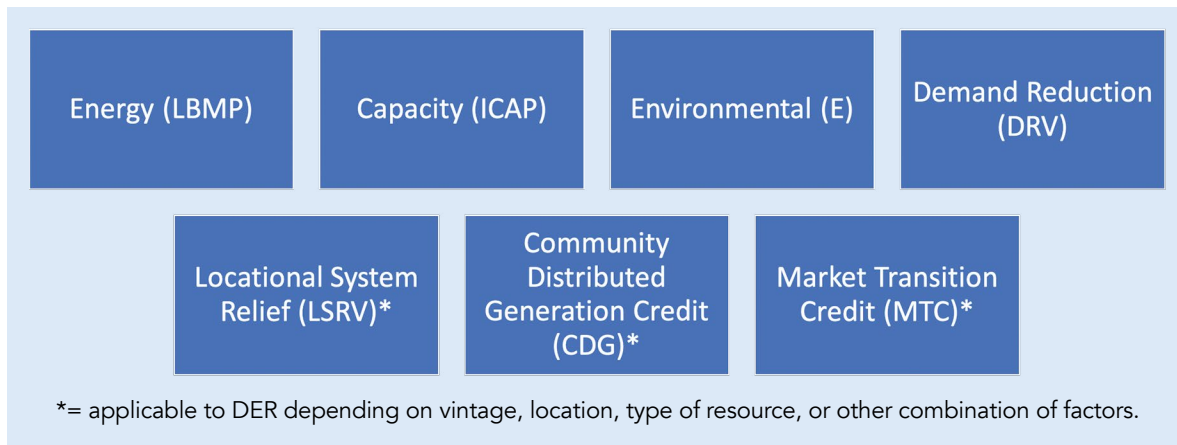 Energy (LBMP)
Capacity (ICAP)
Environmental (E)
Demand Reduction
(DRV)
Locational System
Relief (LSRV)*
Community
Distributed
Generation Credit
(CDG)*
Market Transition
Credit (MTC)*
*= applicable to DER depending on vintage, location, type of resource, or other combination of factors.